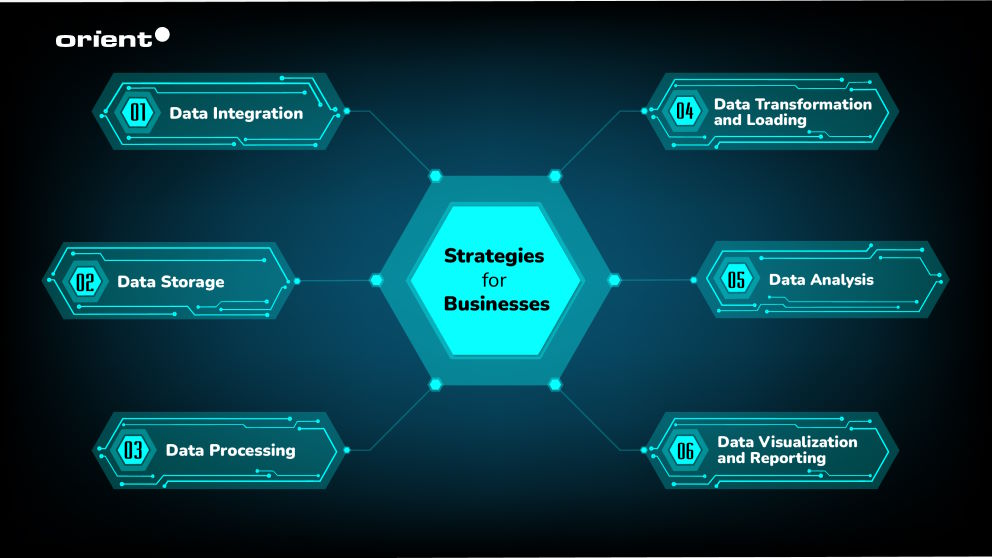 orient
01
Data Integration
02
Data Storage
03
Data Processing
Strategies
for
Businesses
04
Data Transformation
and Loading
05
Data Analysis
06
Data Visualization
and Reporting